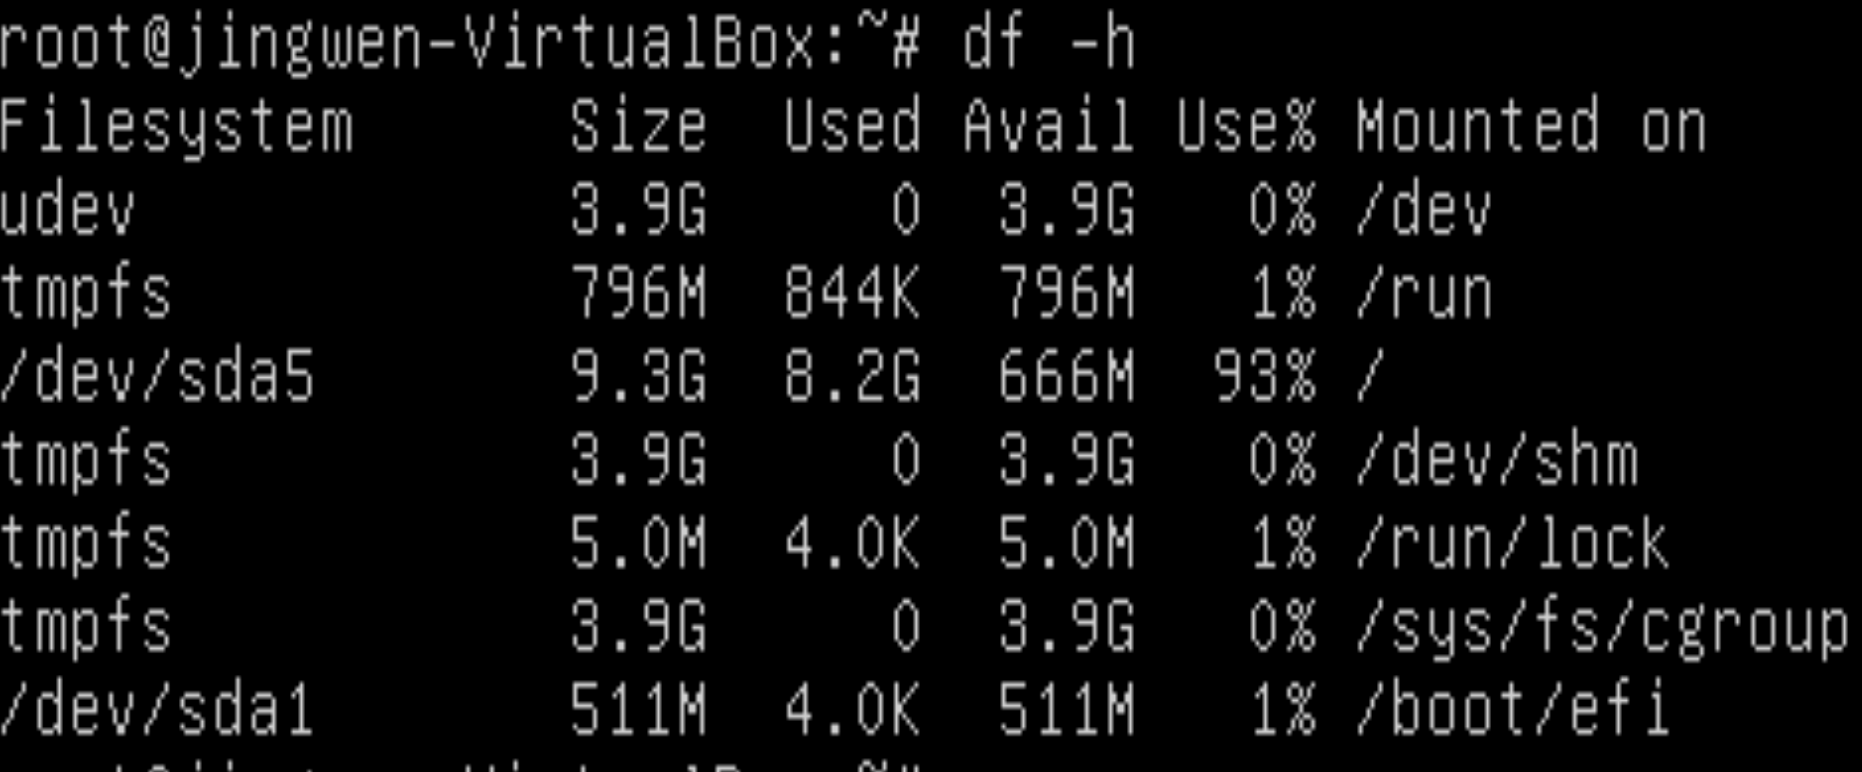 root@jingwen-VirtualBox:~# df -h
Filesystem      Size  Used Avail Use% Mounted on
udev            3.9G     0  3.9G   0% /dev
tmpfs           796M  844K  796M   1% /run
/dev/sda5       9.3G  8.2G  666M  93% /
tmpfs           3.9G     0  3.9G   0% /dev/shm
tmpfs           5.0M  4.0K  5.0M   1% /run/lock
tmpfs           3.9G     0  3.9G   0% /sys/fs/cgroup
/dev/sda1       511M  4.0K  511M   1% /boot/efi